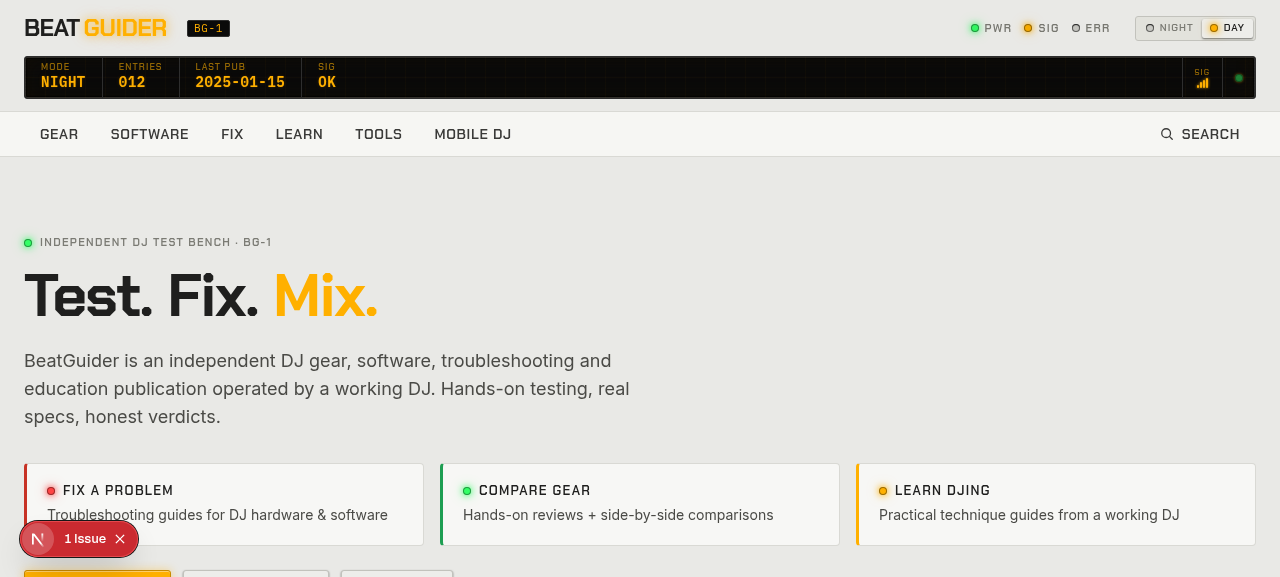 BEAT GUIDER BG-1
PWR SIG ERR NIGHT DAY
MODE ENTRIES LAST PUB SIG
NIGHT 012 2025-01-15 OK
SIG
GEAR SOFTWARE FIX LEARN TOOLS MOBILE DJ SEARCH
INDEPENDENT DJ TEST BENCH · BG-1
Test. Fix. Mix.
BeatGuider is an independent DJ gear, software, troubleshooting and
education publication operated by a working DJ. Hands-on testing, real
specs, honest verdicts.
FIX A PROBLEM
Troubleshooting guides for DJ hardware & software
COMPARE GEAR
Hands-on reviews + side-by-side comparisons
LEARN DJING
Practical technique guides from a working DJ
N 1 Issue